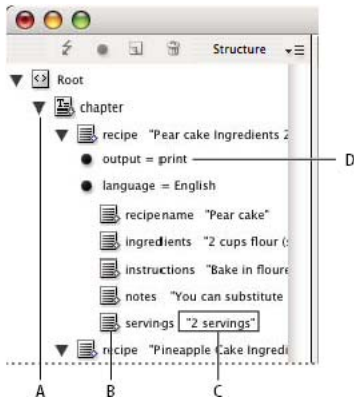 Structure
Root
chapter
recipe "Pear cake Ingredients 2
output = print
D
language = English
recipename "Pear cake"
ingredients "2 cups flour (
instructions "Bake in floure
notes "You can substitute
servings "2 servings"
recipe "Pineapple Cake Ingredi
A B C